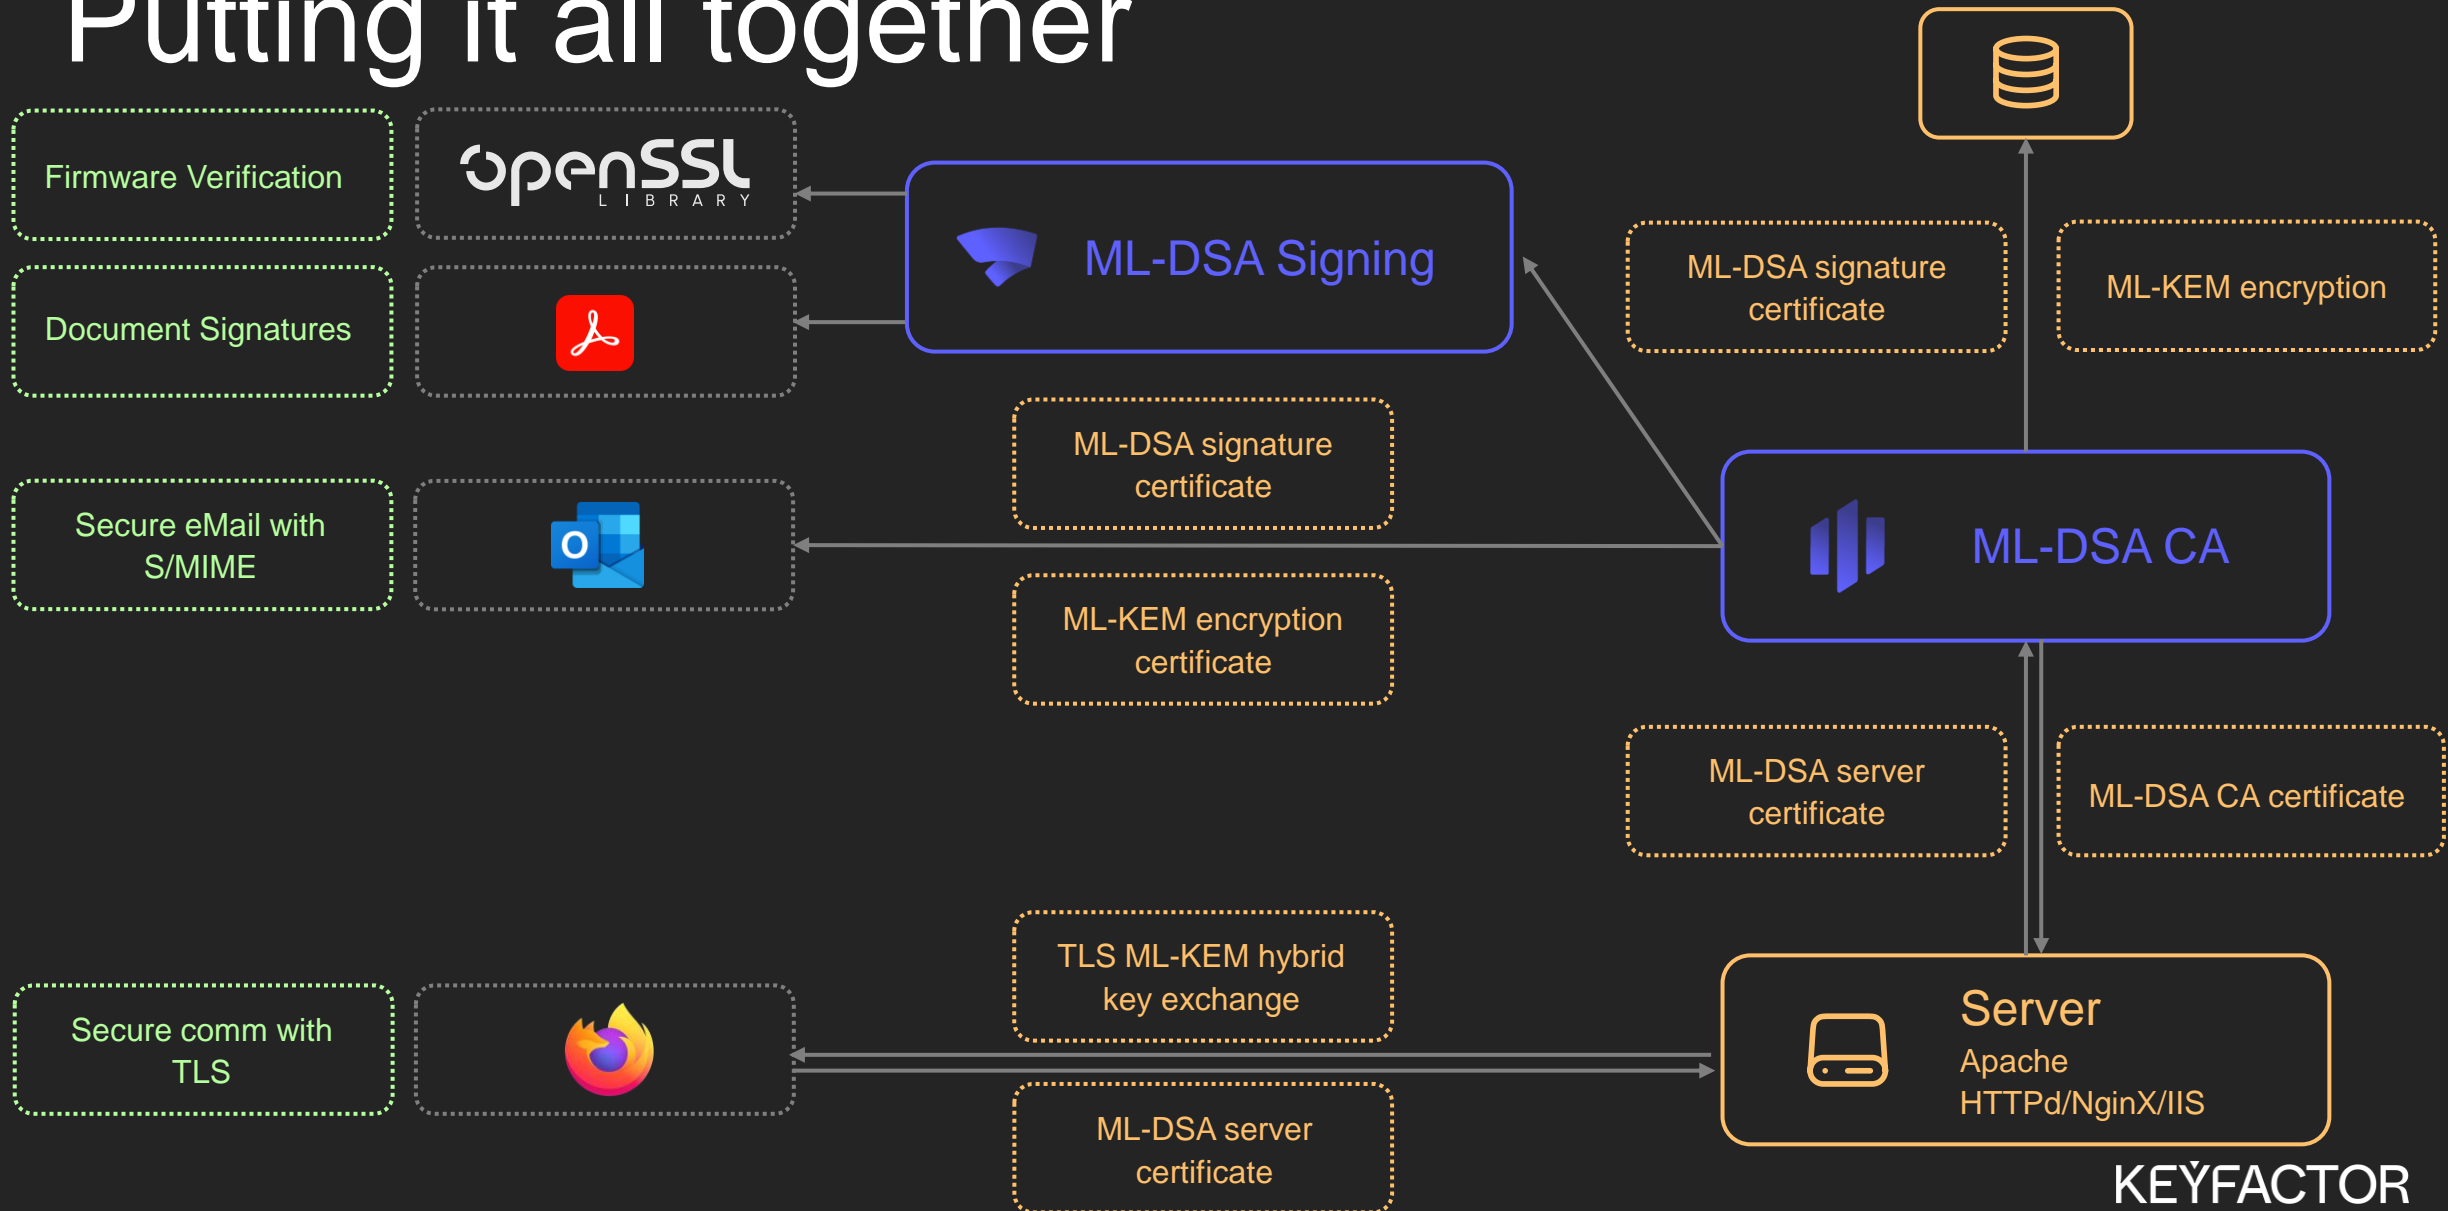 Putting it all together
Firmware Verification
openSSL
LIBRARY
Document Signatures
ML-DSA Signing
ML-DSA signature
certificate
ML-KEM encryption
Secure eMail with
S/MIME
O
ML-DSA signature
certificate
ML-KEM encryption
certificate
ML-DSA CA
ML-DSA server
certificate
ML-DSA CA certificate
Secure comm with
TLS
TLS ML-KEM hybrid
key exchange
ML-DSA server
certificate
Server
Apache
HTTPd/NginX/IIS
KEYFACTOR